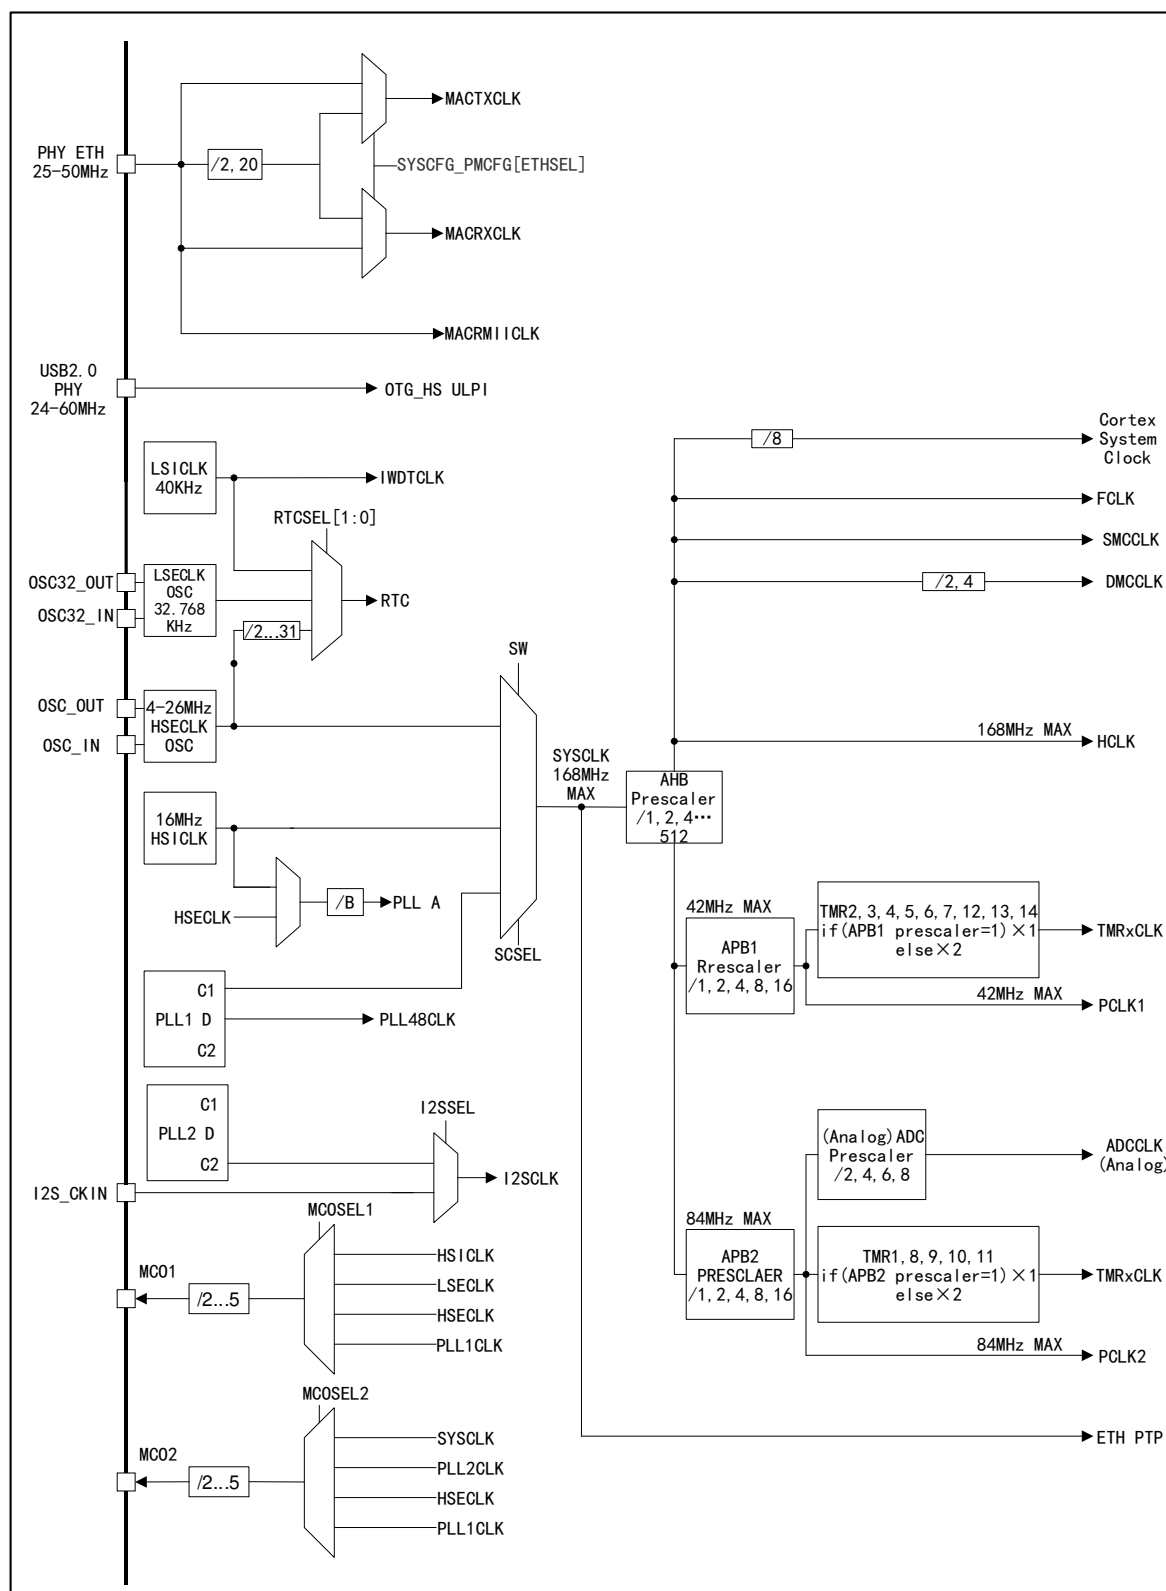 MACTXCLK
PHY ETH
25-50MHz
/2,20
SYSCFG_PMCFG[ETHSEL]
MACRXCLK
MACRMIICLK
USB2.0
PHY
24-60MHz
OTG_HS ULPI
LSICLK
40KHz
IWDTCLK
RTCSEL[1:0]
OSC32_OUT
OSC32_IN
LSECLK
OSC
32.768
KHz
RTC
/2...31
OSC_OUT
OSC_IN
4-26MHz
HSECLK
OSC
SW
16MHz
HSICLK
HSECLK
/B
PLL A
SCSEL
SYSCLK
168MHz
MAX
C1
PLL1 D
C2
PLL48CLK
C1
PLL2 D
C2
I2SSEL
I2SCLK
I2S_CKIN
MCOSEL1
HSICLK
LSECLK
HSECLK
PLL1CLK
MCO1
/2...5
MCOSEL2
SYSCLK
PLL2CLK
HSECLK
PLL1CLK
MCO2
/2...5
/8
Cortex
System
Clock
FCLK
SMCCLK
/2,4
DMCCLK
168MHz MAX
HCLK
AHB
Prescaler
/1,2,4…
512
42MHz MAX
APB1
Rrescaler
/1,2,4,8,16
TMR2,3,4,5,6,7,12,13,14
if(APB1 prescaler=1)×1
else×2
TMRxCLK
42MHz MAX
PCLK1
(Analog)ADC
Prescaler
/2,4,6,8
ADCCLK
(Analog)
84MHz MAX
APB2
PRESCLAER
/1,2,4,8,16
TMR1,8,9,10,11
if(APB2 prescaler=1)×1
else×2
TMRxCLK
84MHz MAX
PCLK2
ETH PTP